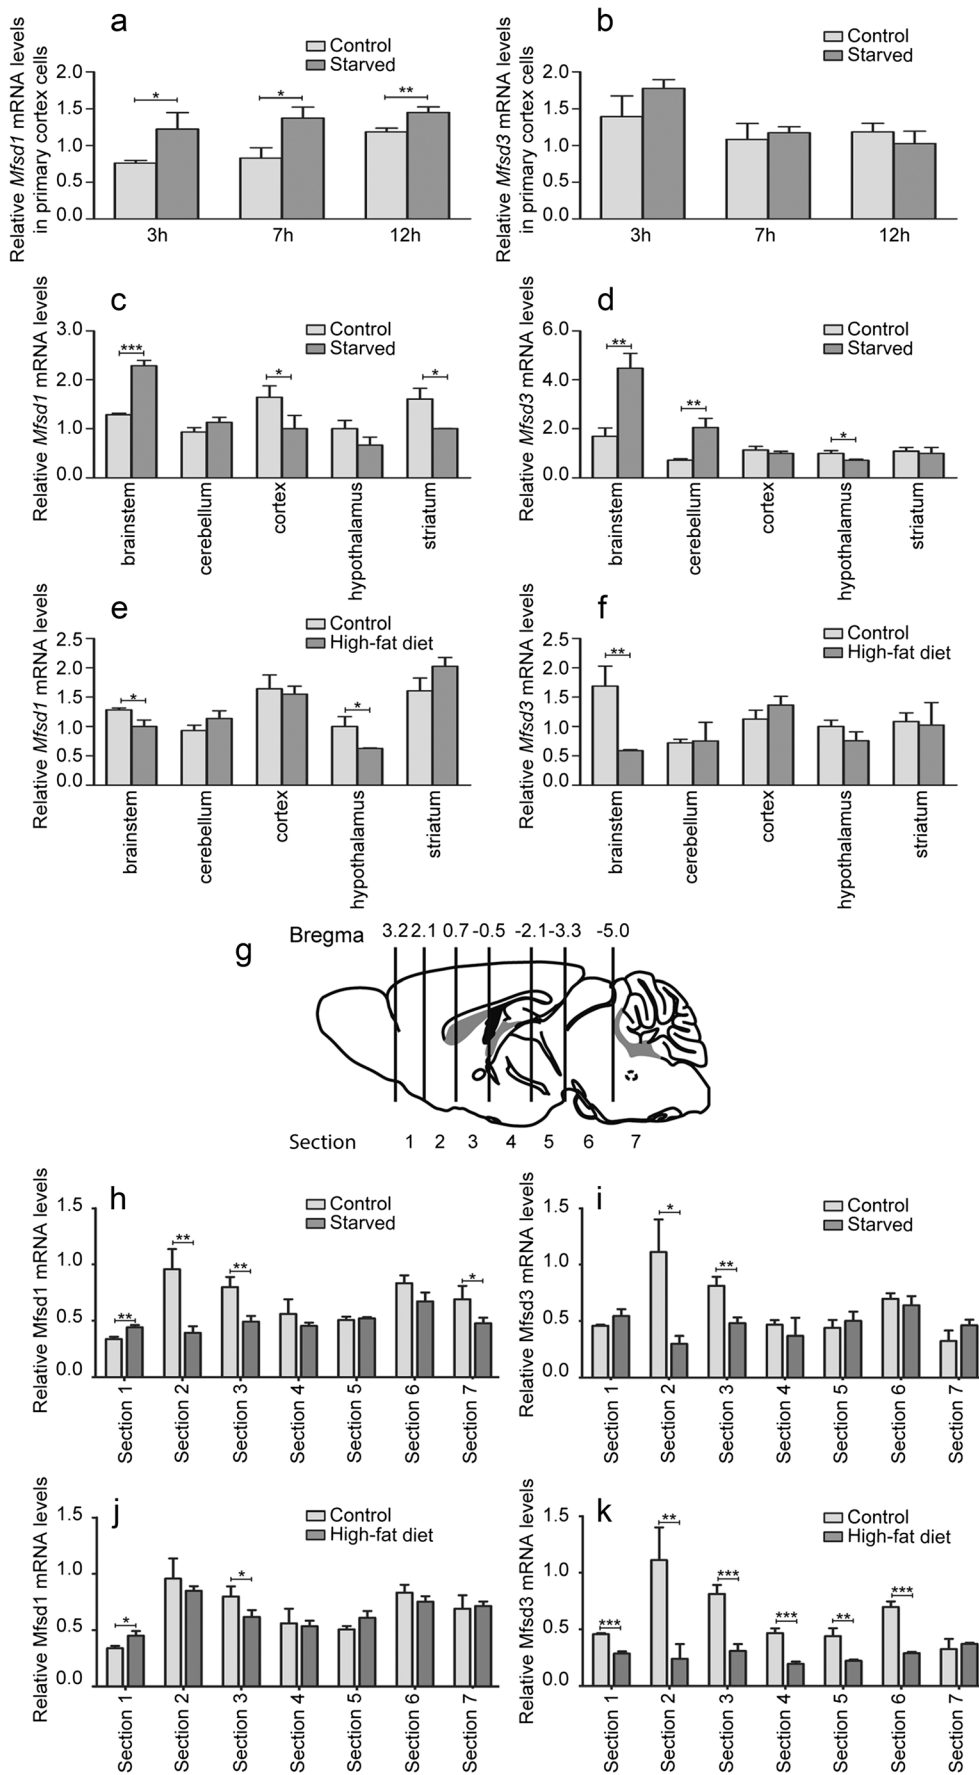 a
Control
Starved
Relative Mfsd1 mRNA levels
in primary cortex cells
2.0
1.5
1.0
0.5
0.0
*
*
**
3h
7h
12h
b
Control
Starved
Relative Mfsd3 mRNA levels
in primary cortex cells
2.0
1.5
1.0
0.5
0.0
3h
7h
12h
c
Control
Starved
Relative Mfsd1 mRNA levels
3.0
2.0
1.0
0.0
***
*
*
brainstem
cerebellum
cortex
hypothalamus
striatum
d
Control
Starved
Relative Mfsd3 mRNA levels
6.0
4.0
2.0
0.0
**
**
*
brainstem
cerebellum
cortex
hypothalamus
striatum
e
Control
High-fat diet
Relative Mfsd1 mRNA levels
2.5
2.0
1.5
1.0
0.5
0.0
*
*
brainstem
cerebellum
cortex
hypothalamus
striatum
f
Control
High-fat diet
Relative Mfsd3 mRNA levels
2.5
2.0
1.5
1.0
0.5
0.0
**
brainstem
cerebellum
cortex
hypothalamus
striatum
g
Bregma 3.2 2.1 0.7 -0.5 -2.1 -3.3 -5.0
Section 1 2 3 4 5 6 7
h
Control
Starved
Relative Mfsd1 mRNA levels
1.5
1.0
0.5
0.0
**
**
**
*
Section 1
Section 2
Section 3
Section 4
Section 5
Section 6
Section 7
i
Control
Starved
Relative Mfsd3 mRNA levels
1.5
1.0
0.5
0.0
*
**
Section 1
Section 2
Section 3
Section 4
Section 5
Section 6
Section 7
j
Control
High-fat diet
Relative Mfsd1 mRNA levels
1.5
1.0
0.5
0.0
*
*
Section 1
Section 2
Section 3
Section 4
Section 5
Section 6
Section 7
k
Control
High-fat diet
Relative Mfsd3 mRNA levels
1.5
1.0
0.5
0.0
***
**
***
***
**
***
Section 1
Section 2
Section 3
Section 4
Section 5
Section 6
Section 7